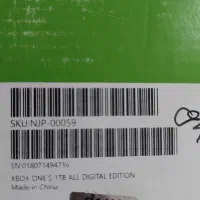 SKU:NJP-00059
SN:018073494716
XBOX ONE S 1TB ALL DIGITAL EDITION
Made in China